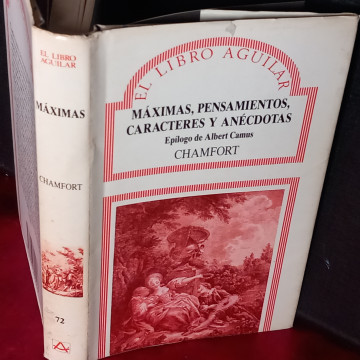 EL LIBRO
AGUILAR
MÁXIMAS
CHAMFORT
72
EL LIBRO AGUILAR
MÁXIMAS, PENSAMIENTOS,
CARACTERES Y ANÉCDOTAS
Epílogo de Albert Camus
CHAMFORT